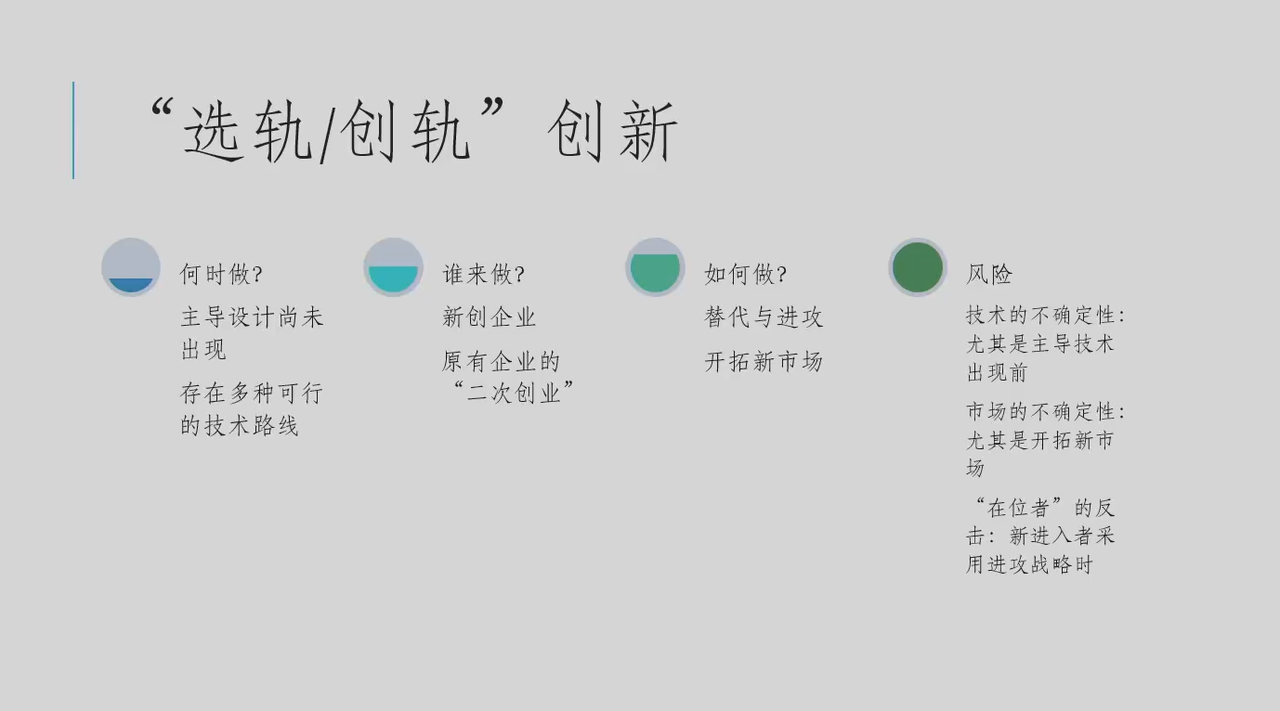 “选轨/创轨”创新
何时做?
主导设计尚未
出现
存在多种可行
的技术路线
谁来做?
新创企业
原有企业的
“二次创业”
如何做?
替代与进攻
开拓新市场
风险
技术的不确定性:
尤其是主导技术
出现前
市场的不确定性:
尤其是开拓新市
场
“在位者”的反
击: 新进入者采
用进攻战略时